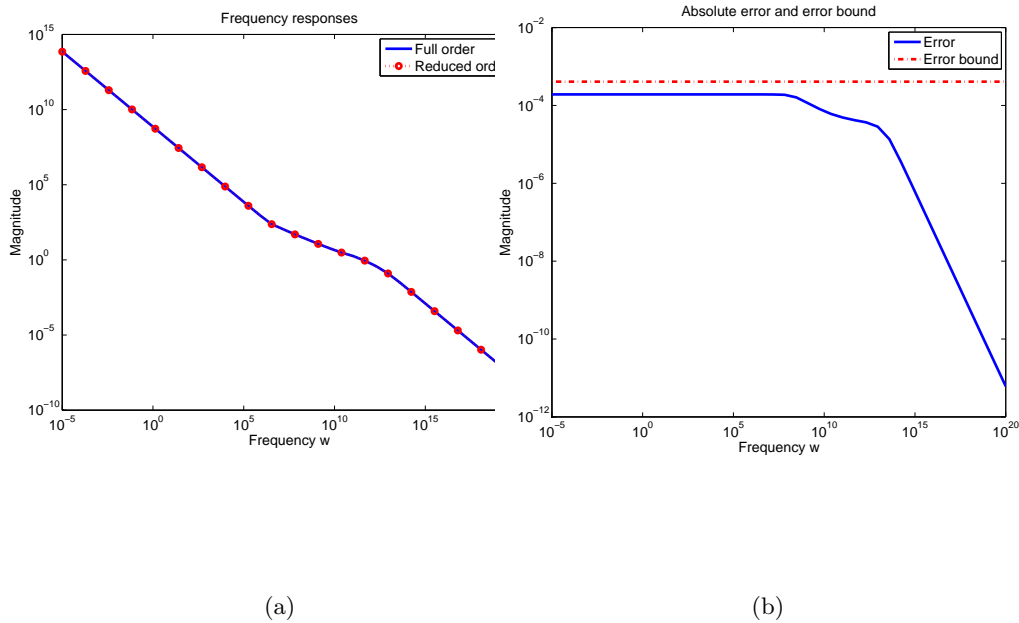 Frequency responses
10^15
10^10
10^5
10^0
10^−5
10^−10
Magnitude
Full order
Reduced ord
10^−5
10^0
10^5
10^10
10^15
Frequency w
(a)
Absolute error and error bound
10^−2
10^−4
10^−6
10^−8
10^−10
10^−12
Magnitude
Error
Error bound
10^−5
10^0
10^5
10^10
10^15
10^20
Frequency w
(b)